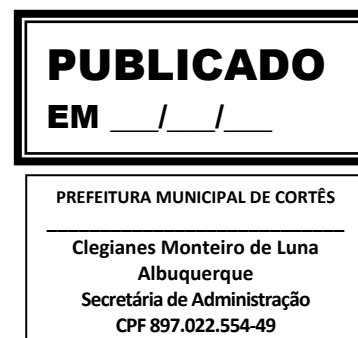 PUBLICADO
EM ___/___/___
PREFEITURA MUNICIPAL DE CORTÊS
______________________________
Clegianes Monteiro de Luna
Albuquerque
Secretária de Administração
CPF 897.022.554-49